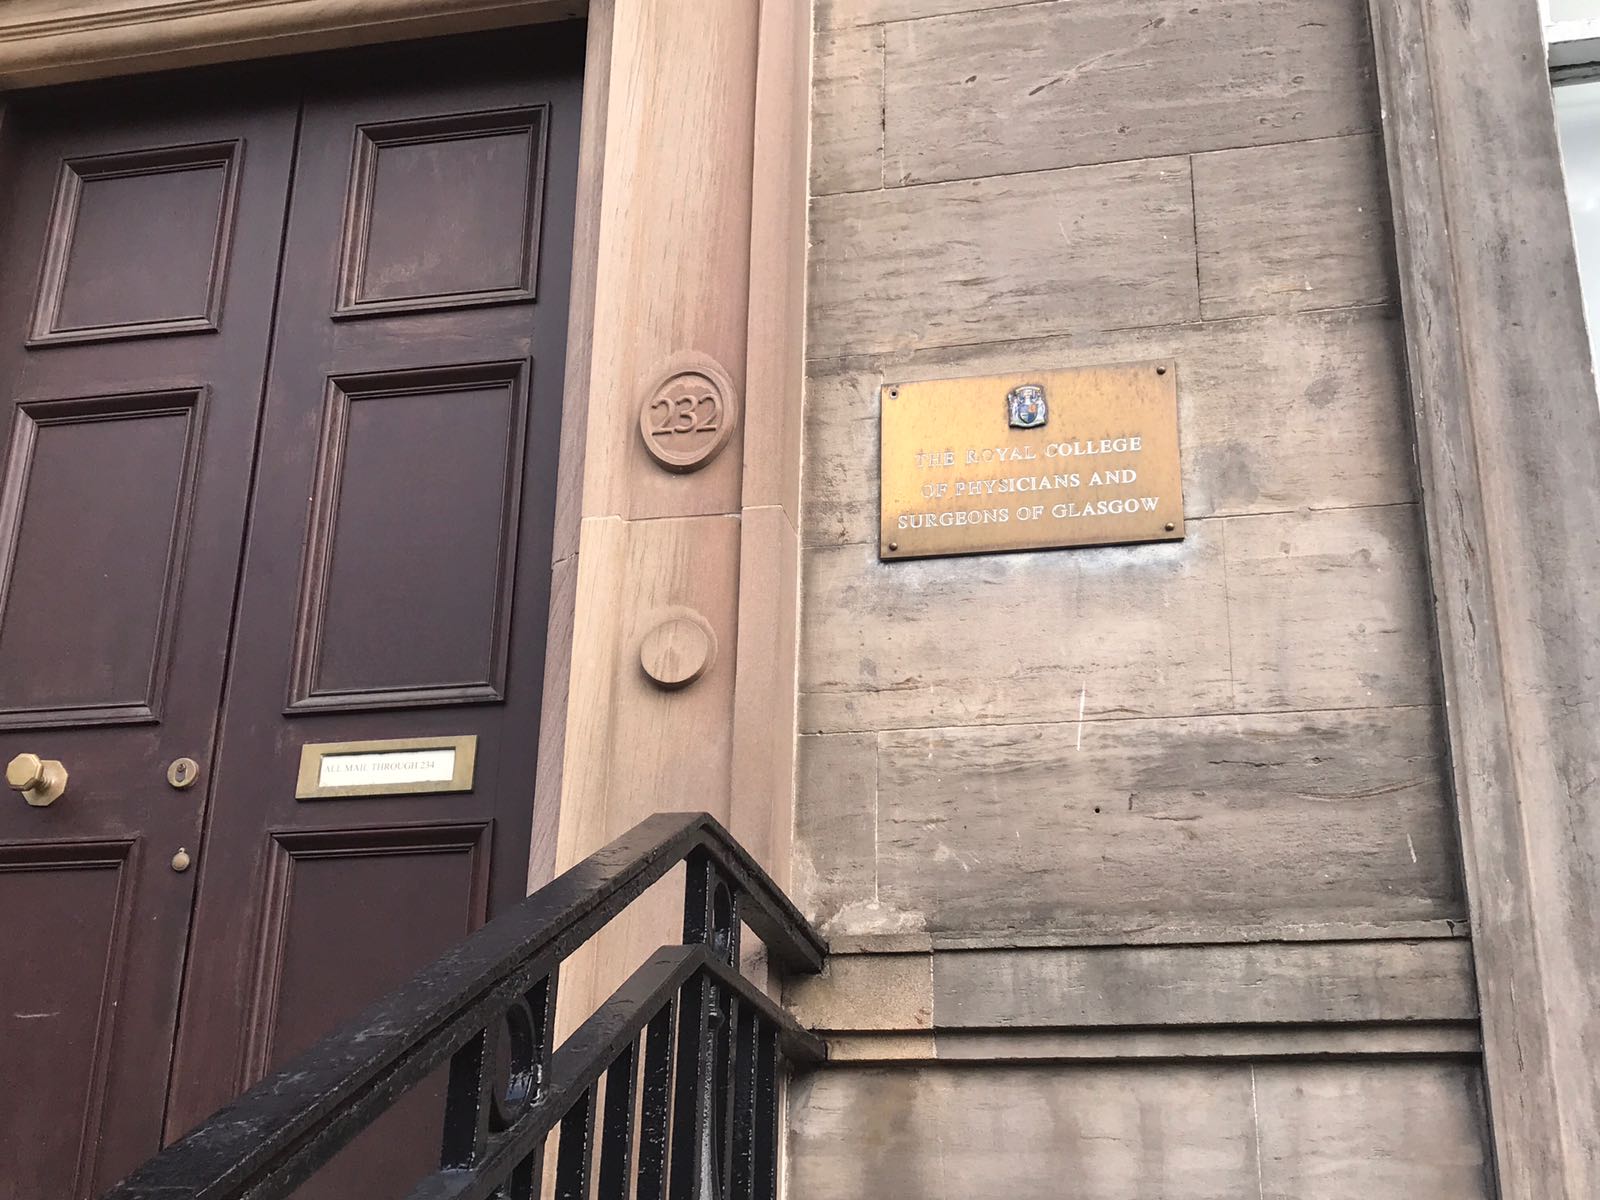 232
THE ROYAL COLLEGE
OF PHYSICIANS AND
SURGEONS OF GLASGOW
ALL MAIL THROUGH 234